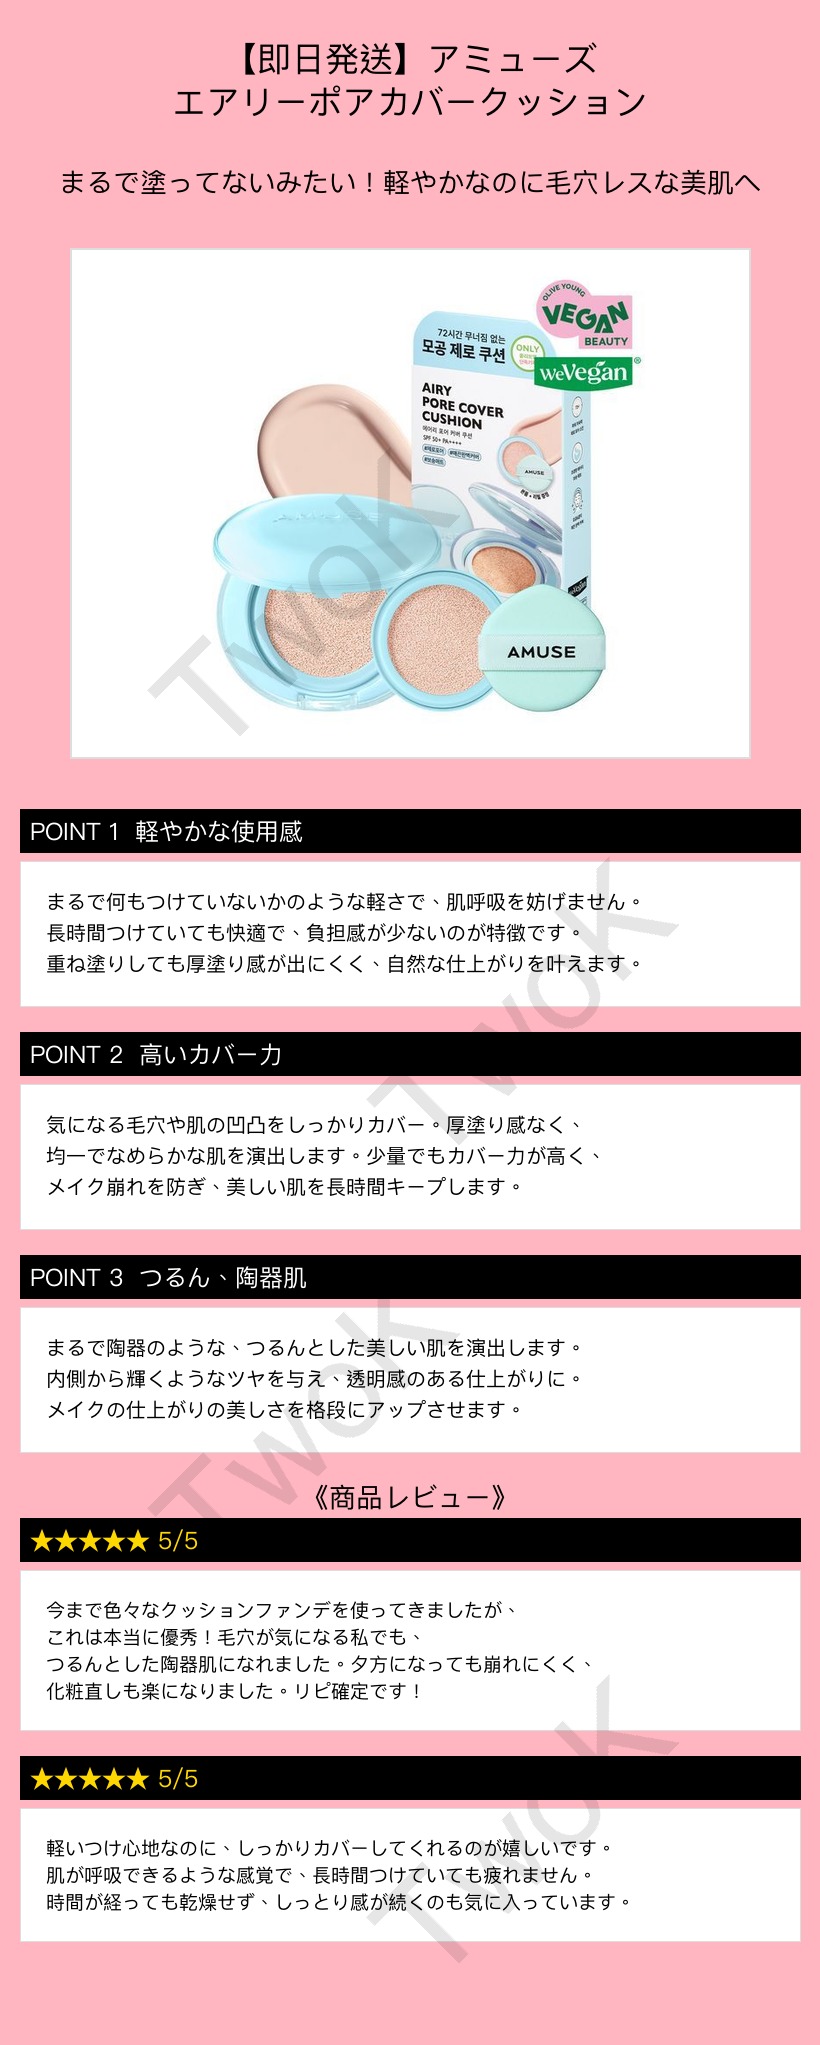 【即日発送】アミューズ
エアリーポアカバークッション
まるで塗ってないみたい！軽やかなのに毛穴レスな美肌へ
OLIVE YOUNG
VEGAN
BEAUTY
weVegan®
72시간 무너짐 없는
모공 제로 쿠션
ONLY
AIRY
PORE COVER
CUSHION
에어리 포어 커버 쿠션
SPF 50+ PA++++
AMUSE
AMUSE
TwoK
POINT 1 軽やかな使用感
まるで何もつけていないかのような軽さで、肌呼吸を妨げません。
長時間つけていても快適で、負担感が少ないのが特徴です。
重ね塗りしても厚塗り感が出にくく、自然な仕上がりを叶えます。
TwoK
POINT 2 高いカバー力
気になる毛穴や肌の凹凸をしっかりカバー。厚塗り感なく、
均一でなめらかな肌を演出します。少量でもカバー力が高く、
メイク崩れを防ぎ、美しい肌を長時間キープします。
POINT 3 つるん、陶器肌
まるで陶器のような、つるんとした美しい肌を演出します。
内側から輝くようなツヤを与え、透明感のある仕上がりに。
メイクの仕上がりの美しさを格段にアップさせます。
TwoK
《商品レビュー》
★★★★★ 5/5
今まで色々なクッションファンデを使ってきましたが、
これは本当に優秀！毛穴が気になる私でも、
つるんとした陶器肌になれました。夕方になっても崩れにくく、
化粧直しも楽になりました。リピ確定です！
★★★★★ 5/5
軽いつけ心地なのに、しっかりカバーしてくれるのが嬉しいです。
肌が呼吸できるような感覚で、長時間つけていても疲れません。
時間が経っても乾燥せず、しっとり感が続くのも気に入っています。
TwoK